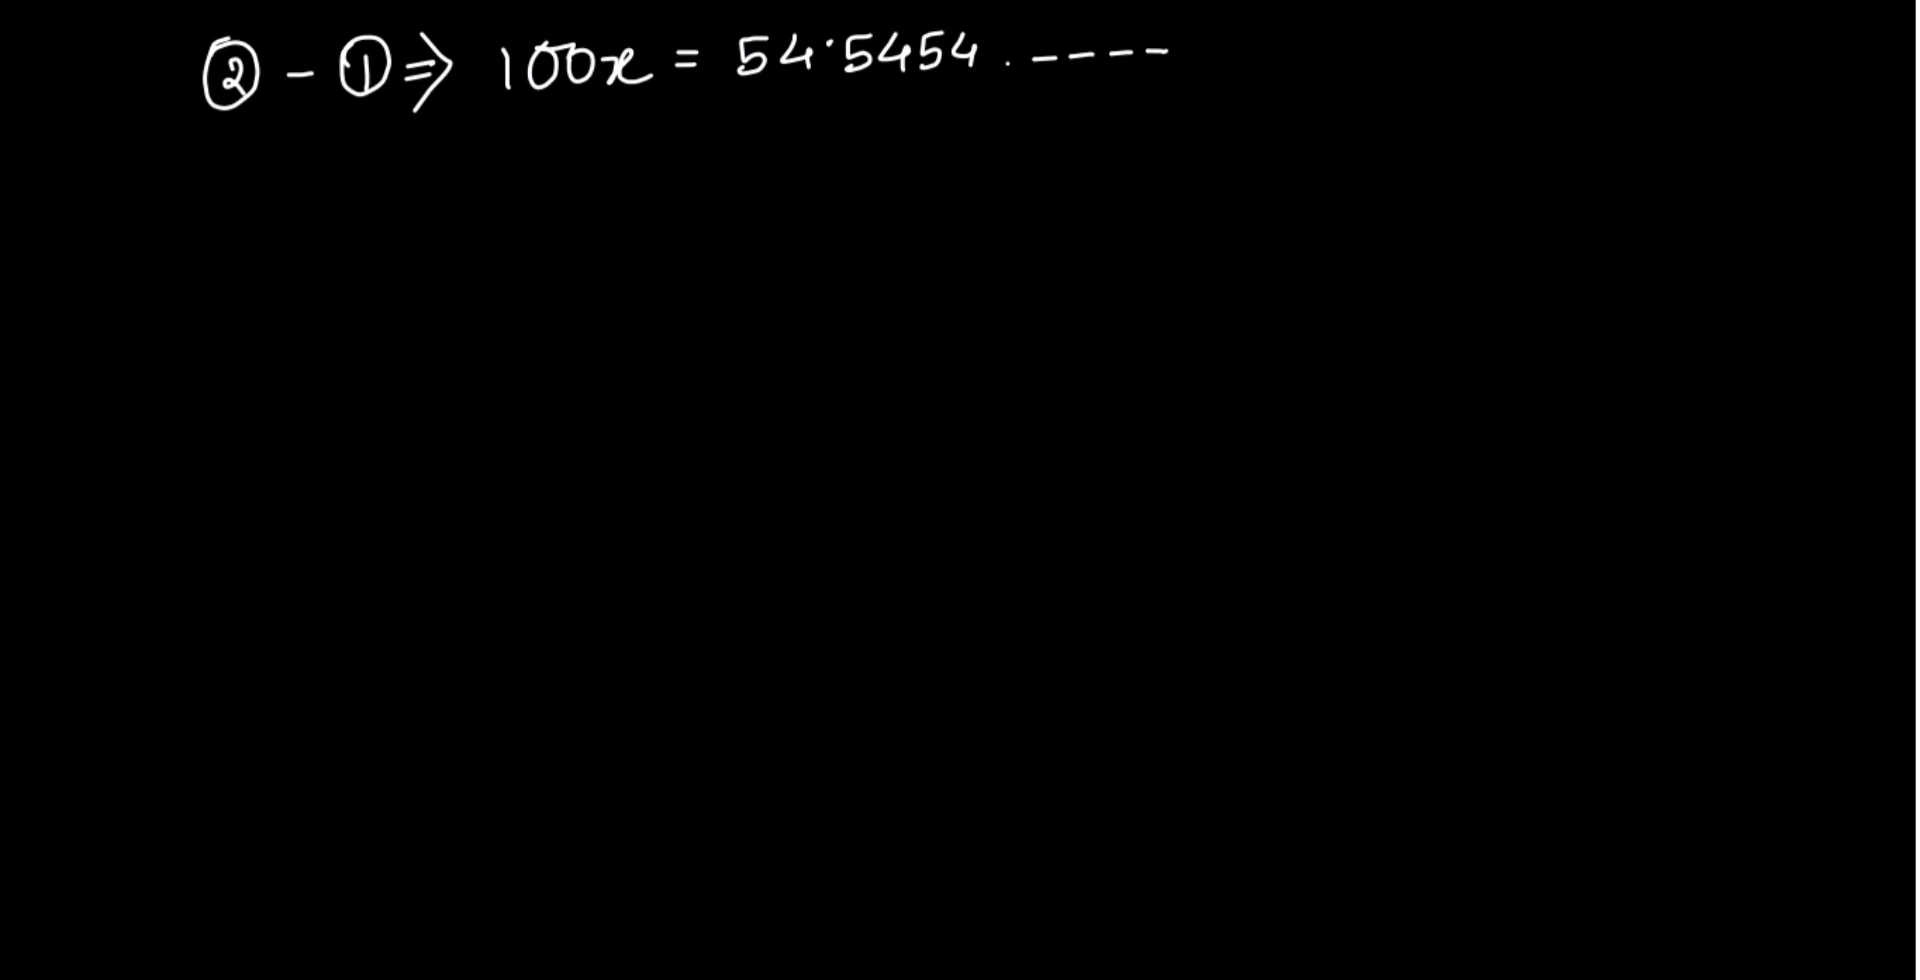 ② - ① ⇒ 100x = 54.5454 . ----